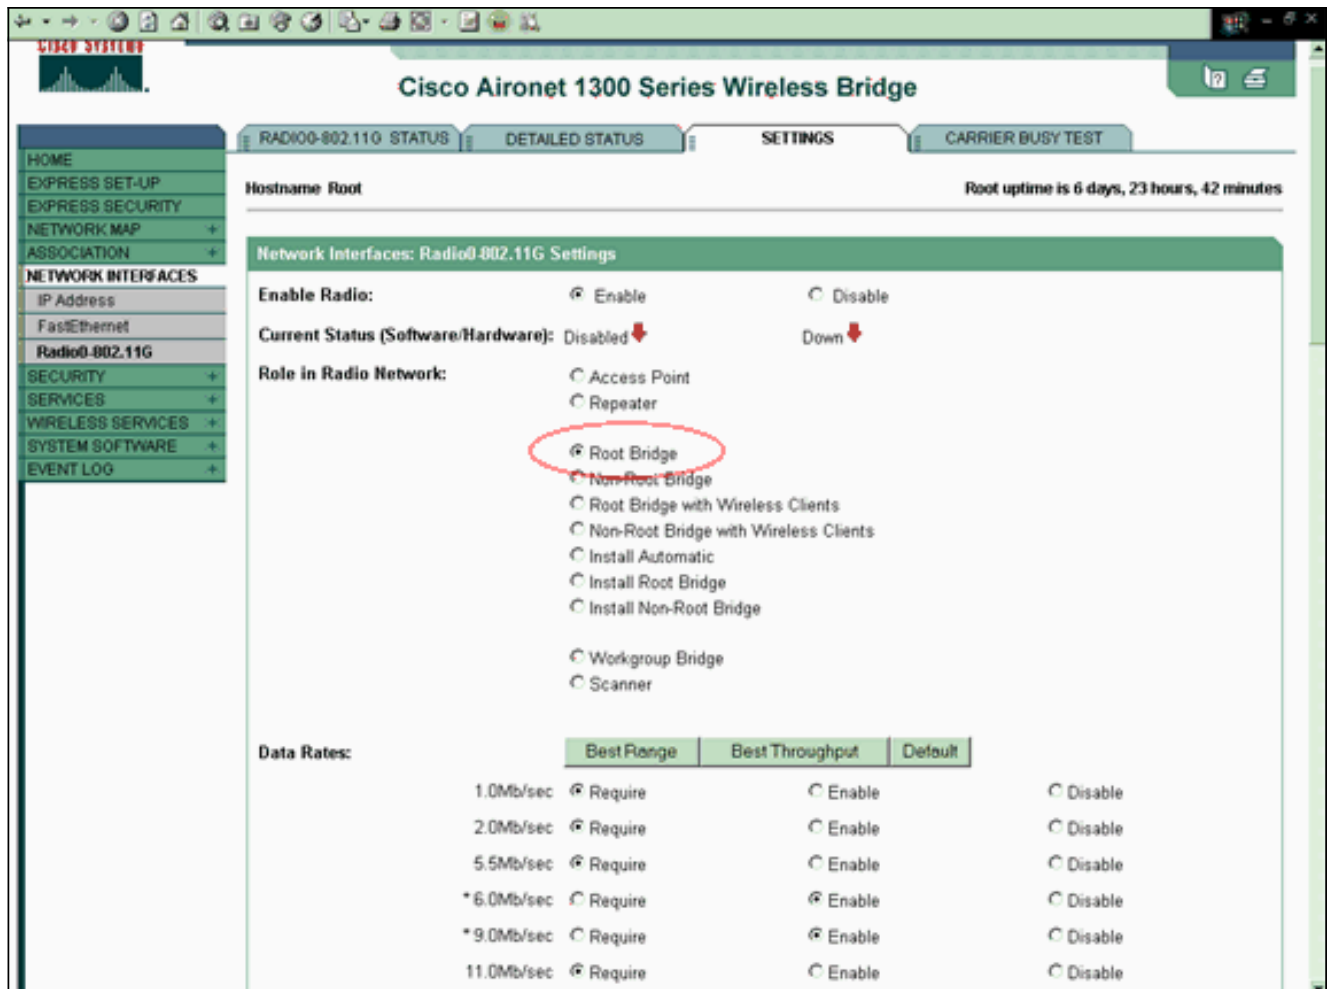 CISCO SYSTEMS
Cisco Aironet 1300 Series Wireless Bridge
RADIO0-802.11G STATUS DETAILED STATUS SETTINGS CARRIER BUSY TEST
HOME
EXPRESS SET-UP
EXPRESS SECURITY
NETWORK MAP +
ASSOCIATION +
NETWORK INTERFACES
IP Address
FastEthernet
Radio0-802.11G
SECURITY +
SERVICES +
WIRELESS SERVICES +
SYSTEM SOFTWARE +
EVENT LOG +
Hostname Root Root uptime is 6 days, 23 hours, 42 minutes
Network Interfaces: Radio0-802.11G Settings
Enable Radio: Enable Disable
Current Status (Software/Hardware): Disabled Down
Role in Radio Network: Access Point
Repeater
Root Bridge
Non-Root Bridge
Root Bridge with Wireless Clients
Non-Root Bridge with Wireless Clients
Install Automatic
Install Root Bridge
Install Non-Root Bridge
Workgroup Bridge
Scanner
Data Rates: Best Range Best Throughput Default
1.0Mb/sec Require Enable Disable
2.0Mb/sec Require Enable Disable
5.5Mb/sec Require Enable Disable
*6.0Mb/sec Require Enable Disable
*9.0Mb/sec Require Enable Disable
11.0Mb/sec Require Enable Disable